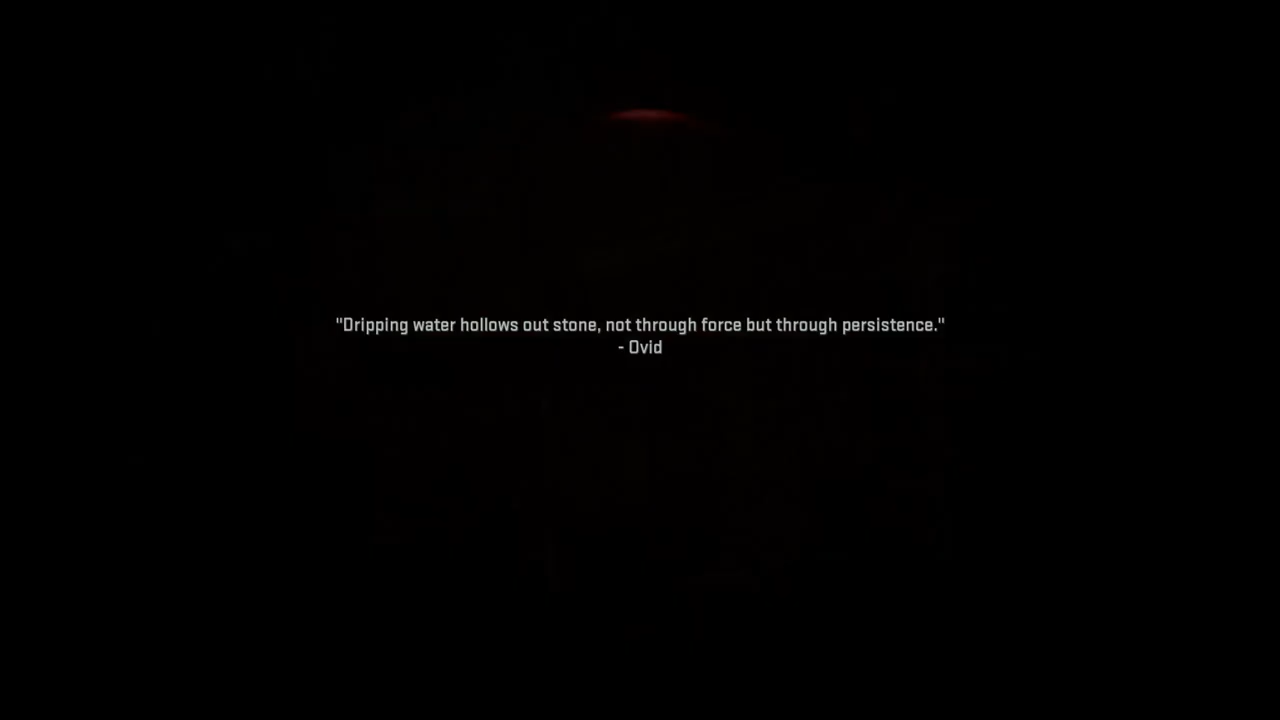 "Dripping water hollows out stone, not through force but through persistence."
- Ovid